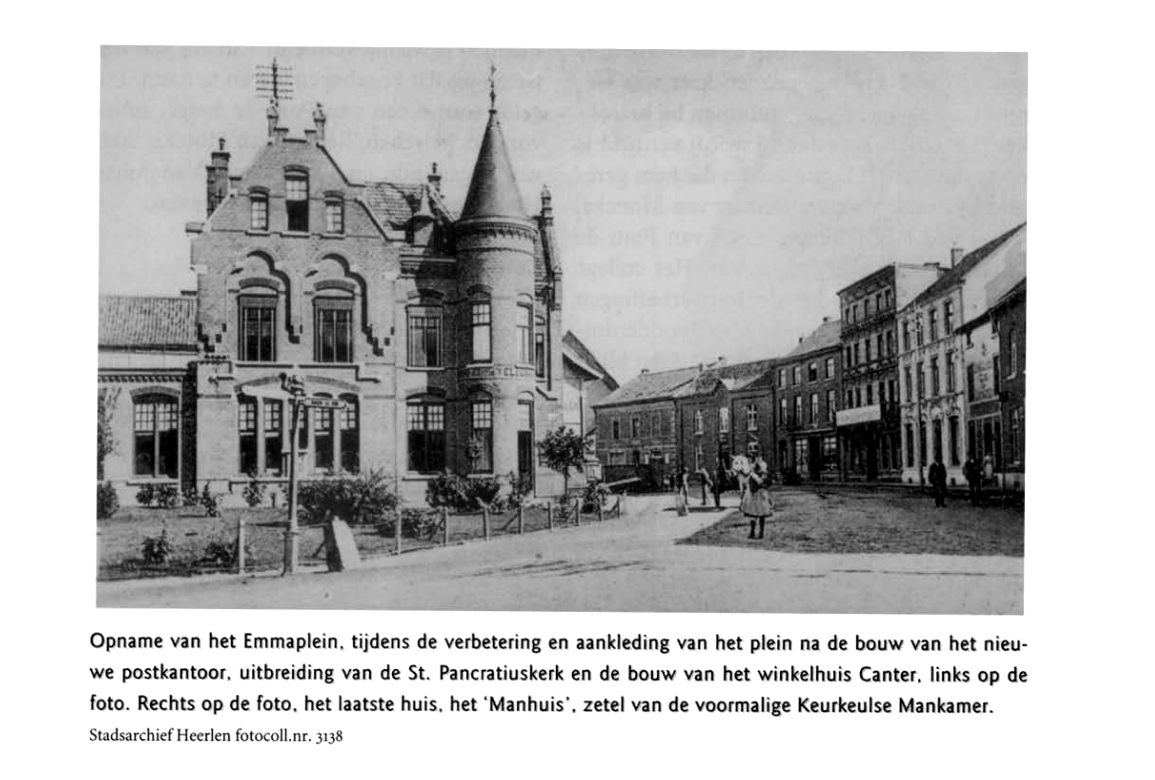 Opname van het Emmaplein, tijdens de verbetering en aankleding van het plein na de bouw van het nieu-
we postkantoor, uitbreiding van de St. Pancratiuskerk en de bouw van het winkelhuis Canter, links op de
foto. Rechts op de foto, het laatste huis, het ‘Manhuis’, zetel van de voormalige Keurkeulse Mankamer.
Stadsarchief Heerlen fotocoll.nr. 3138